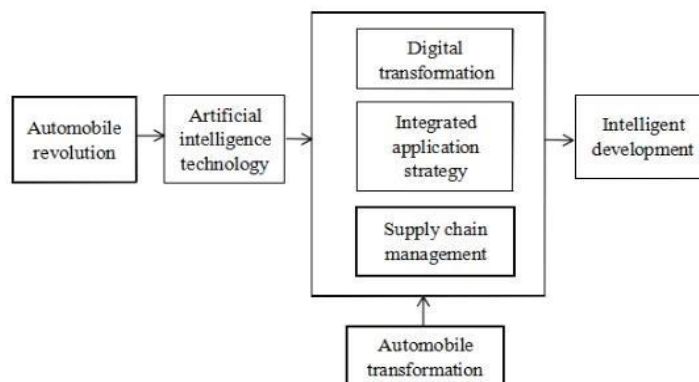 Automobile
revolution
Artificial
intelligence
technology
Digital
transformation
Integrated
application
strategy
Supply chain
management
Intelligent
development
Automobile
transformation